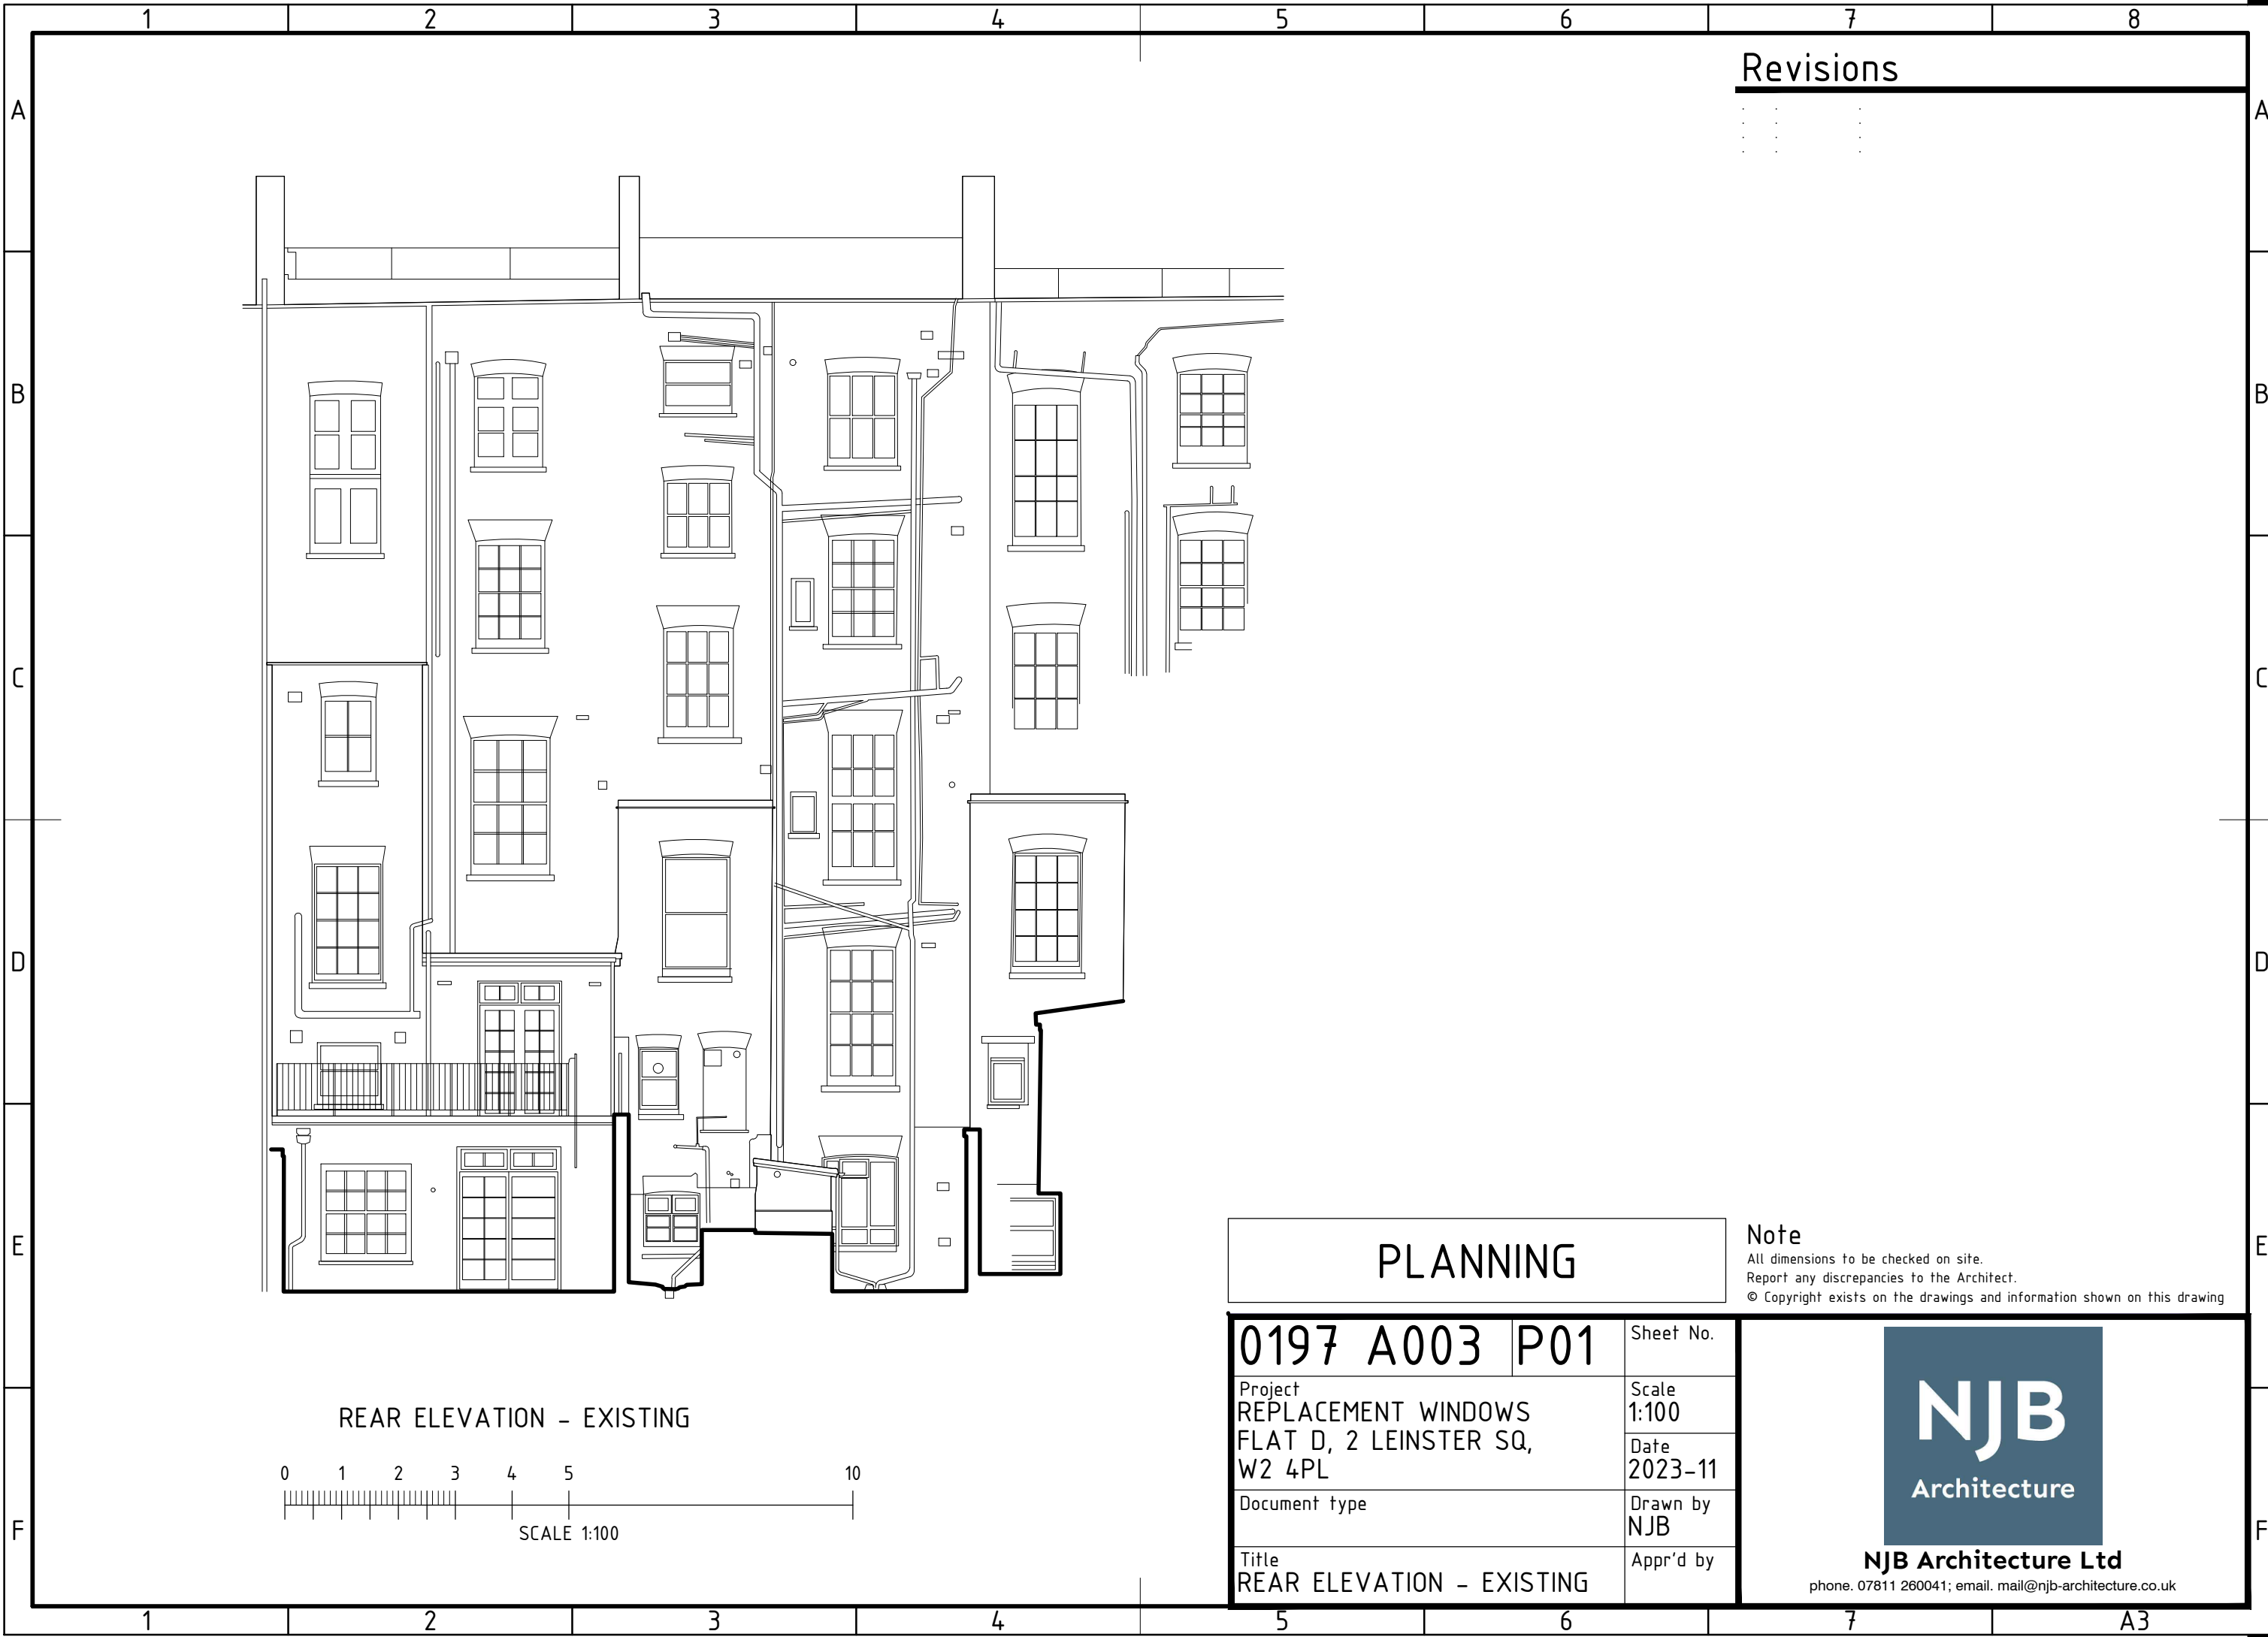 1 2 3 4 5 6 7 8
Revisions
A A
B B
C C
D D
E E
F F
REAR ELEVATION - EXISTING
0 1 2 3 4 5 10
SCALE 1:100
PLANNING
Note
All dimensions to be checked on site.
Report any discrepancies to the Architect.
© Copyright exists on the drawings and information shown on this drawing
0197 A003 P01
Sheet No.
Project
REPLACEMENT WINDOWS
FLAT D, 2 LEINSTER SQ,
W2 4PL
Scale
1:100
Date
2023-11
Document type
Drawn by
NJB
Title
REAR ELEVATION - EXISTING
Appr'd by
NJB
Architecture
NJB Architecture Ltd
phone. 07811 260041; email. mail@njb-architecture.co.uk
1 2 3 4 5 6 7 A3